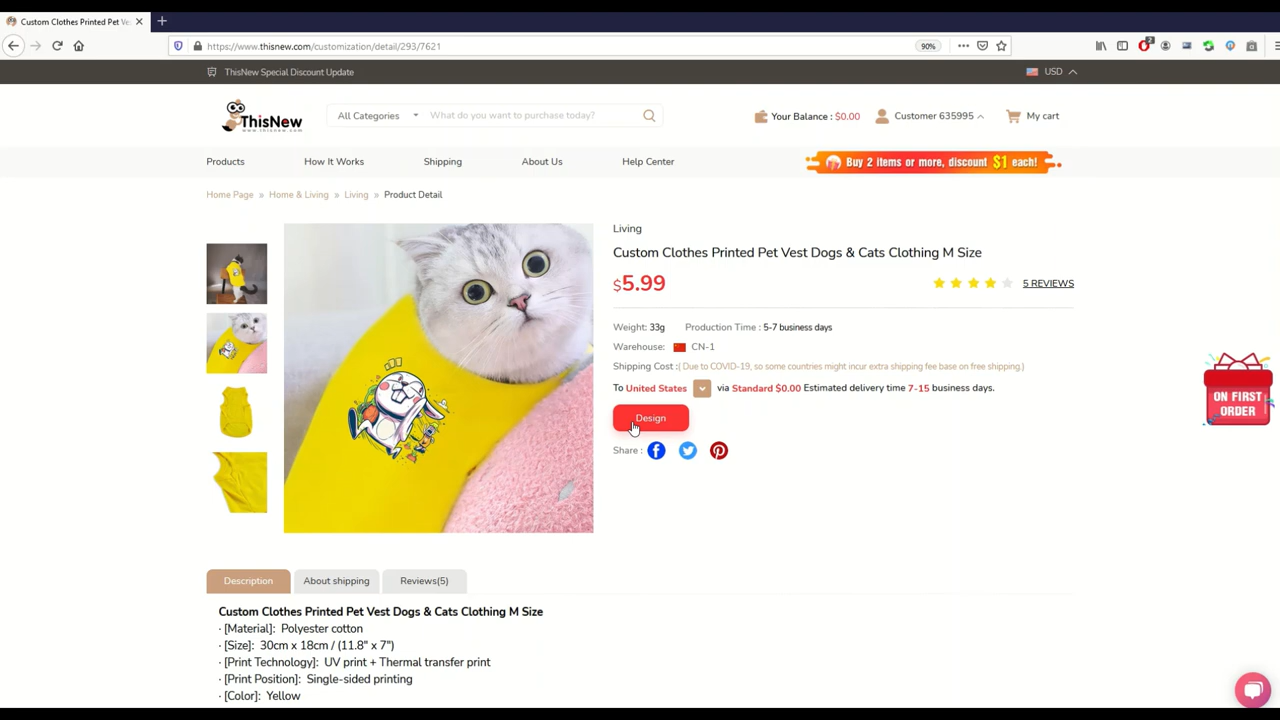 Custom Clothes Printed Pet Ve
https://www.thisnew.com/customization/detail/293/7621
90%
2
ThisNew Special Discount Update
USD
ThisNew
www.thisnew.com
All Categories
What do you want to purchase today?
Your Balance : $0.00
Customer 635995
My cart
Products
How It Works
Shipping
About Us
Help Center
Buy 2 items or more, discount $1 each!
Home Page » Home & Living » Living » Product Detail
Living
Custom Clothes Printed Pet Vest Dogs & Cats Clothing M Size
$5.99
5 REVIEWS
Weight: 33g
Production Time : 5-7 business days
Warehouse: CN-1
Shipping Cost :( Due to COVID-19, so some countries might incur extra shipping fee base on free shipping.)
To United States via Standard $0.00 Estimated delivery time 7-15 business days.
Design
Share :
ON FIRST
ORDER
Description
About shipping
Reviews(5)
Custom Clothes Printed Pet Vest Dogs & Cats Clothing M Size
· [Material]: Polyester cotton
· [Size]: 30cm x 18cm / (11.8" x 7")
· [Print Technology]: UV print + Thermal transfer print
· [Print Position]: Single-sided printing
· [Color]: Yellow